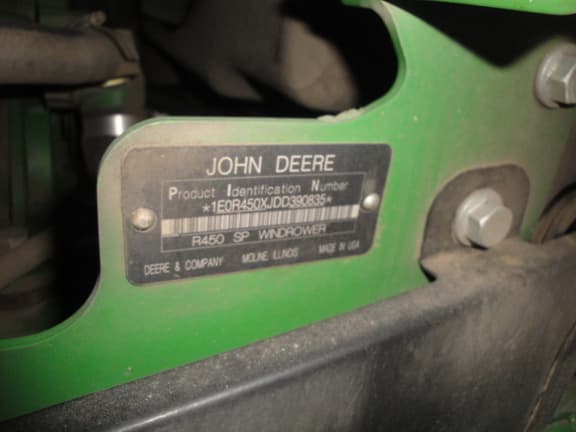 JOHN DEERE
Product Identification Number
*1E0R450XJDD390835*
R450 SP WINDROWER
DEERE & COMPANY MOLINE, ILLINOIS MADE IN USA